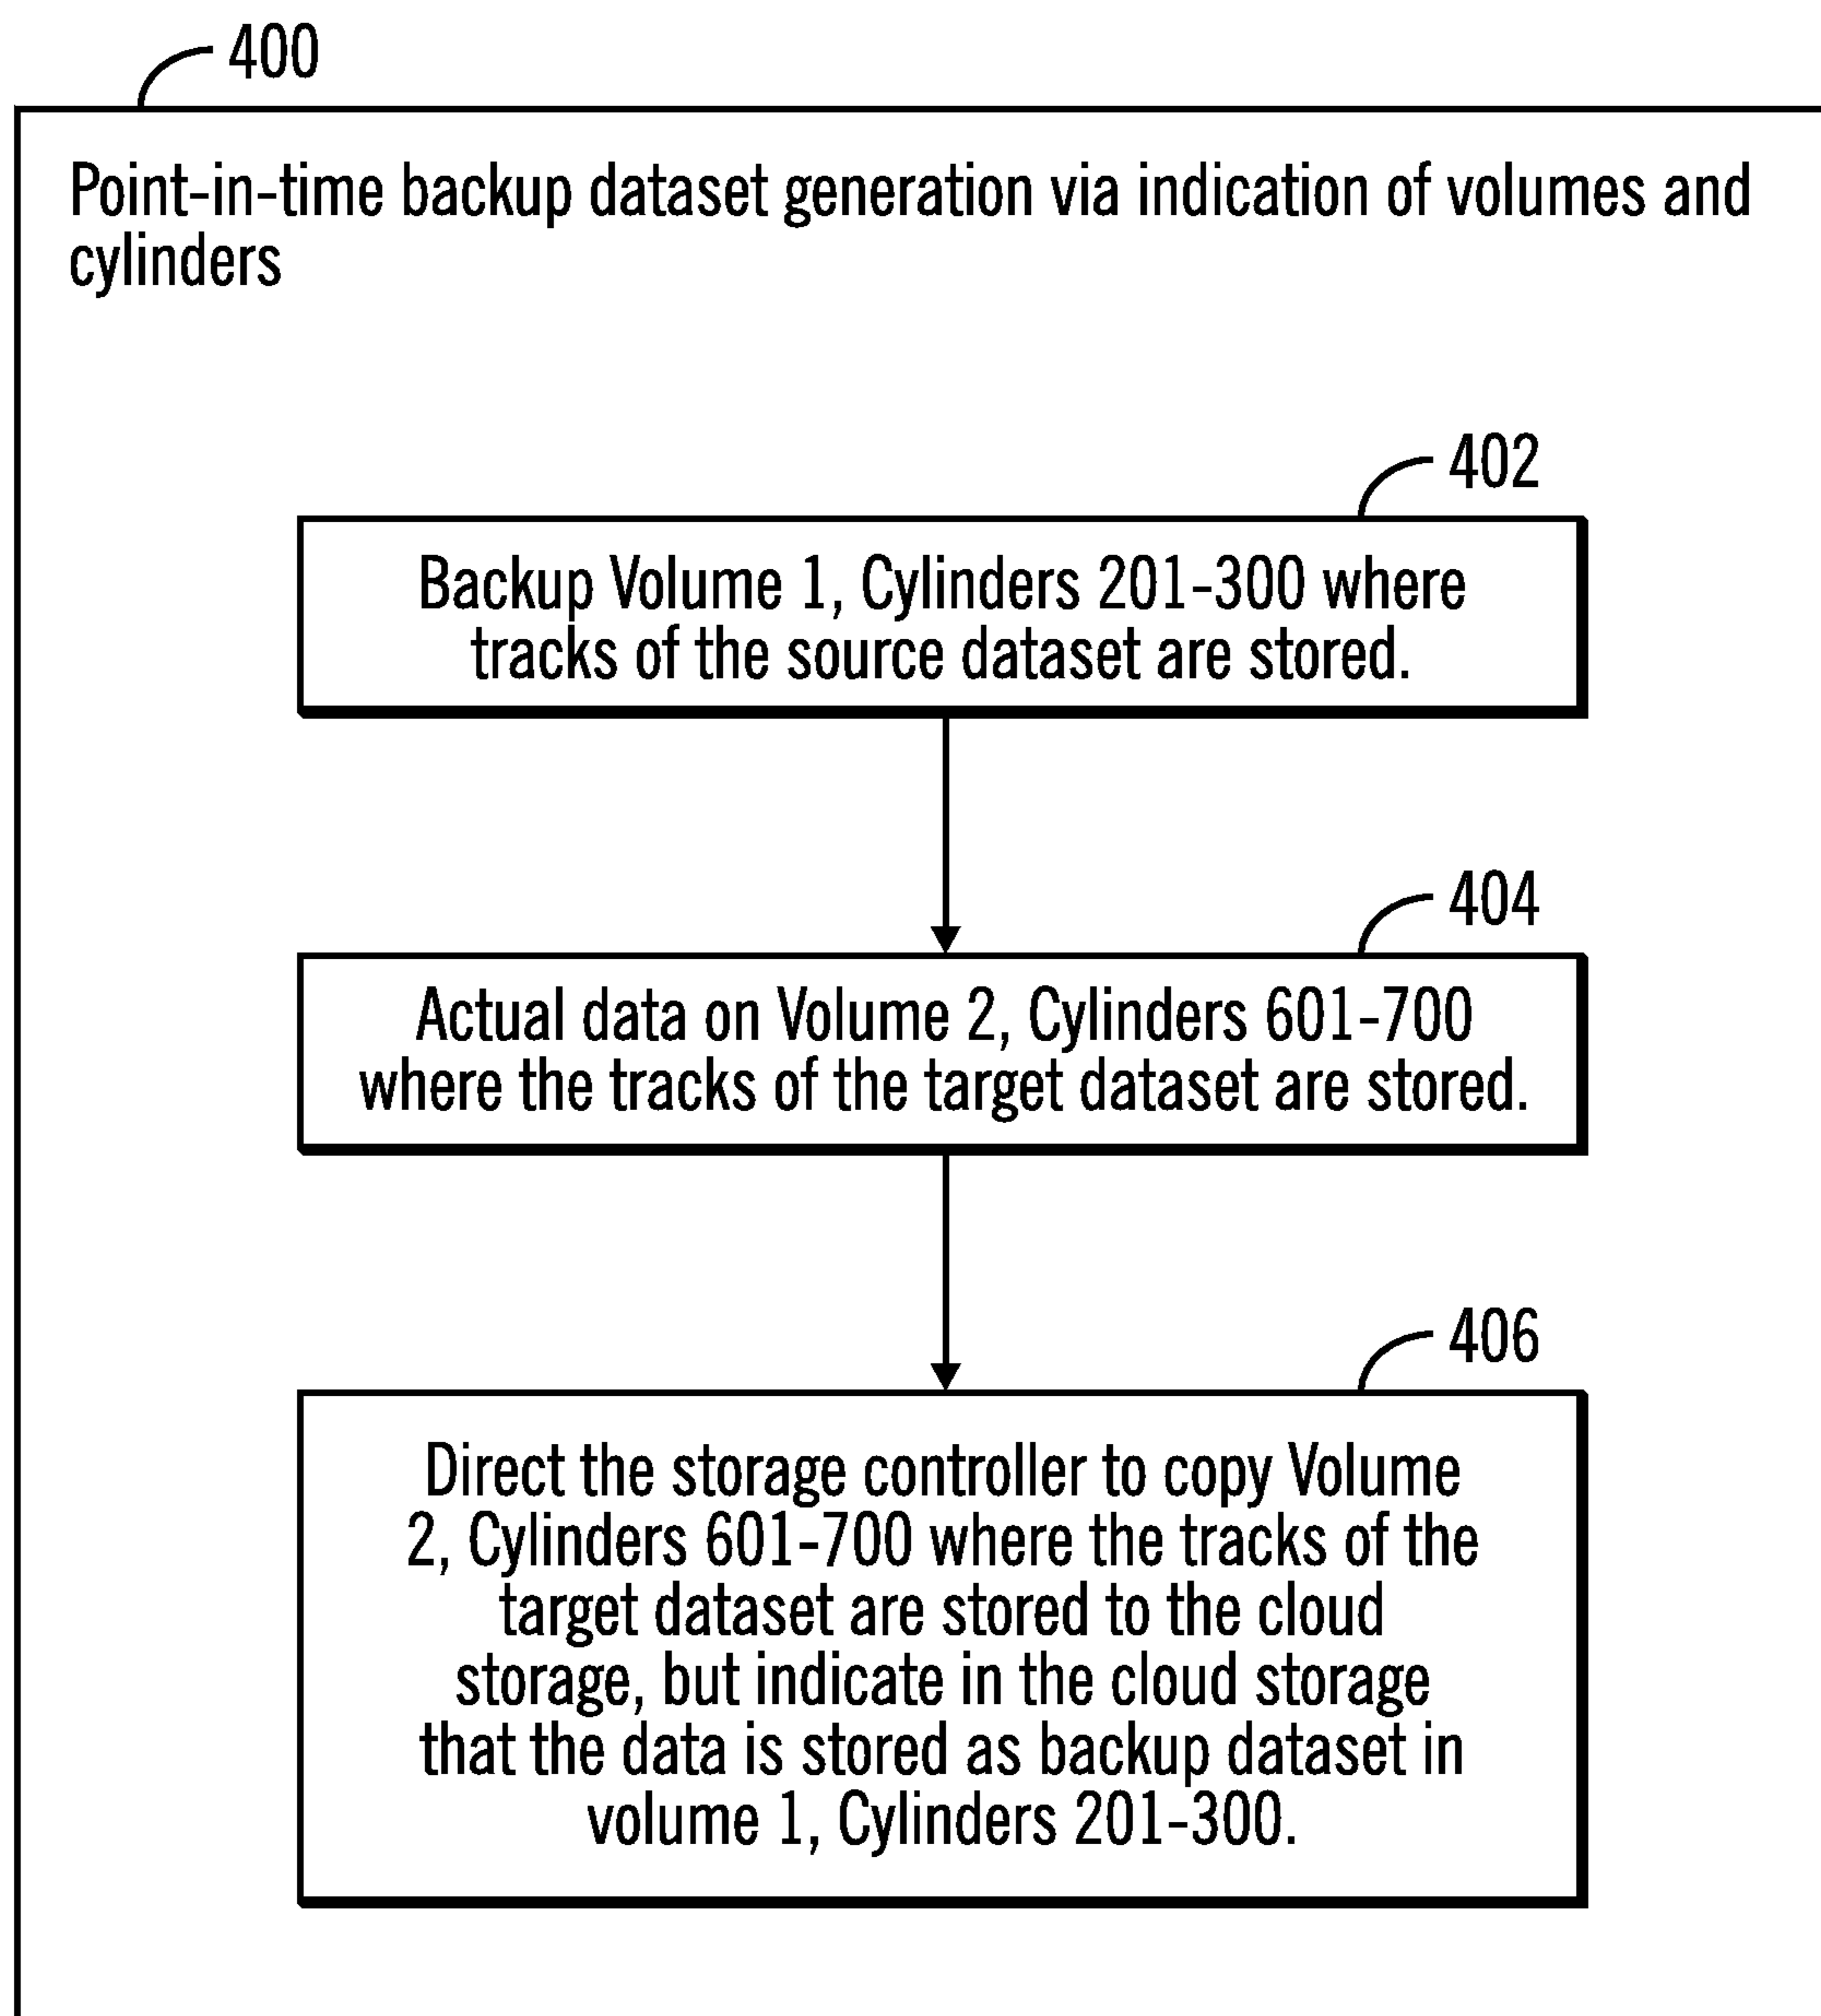 400
Point-in-time backup dataset generation via indication of volumes and
cylinders
402
Backup Volume 1, Cylinders 201-300 where
tracks of the source dataset are stored.
404
Actual data on Volume 2, Cylinders 601-700
where the tracks of the target dataset are stored.
406
Direct the storage controller to copy Volume
2, Cylinders 601-700 where the tracks of the
target dataset are stored to the cloud
storage, but indicate in the cloud storage
that the data is stored as backup dataset in
volume 1, Cylinders 201-300.